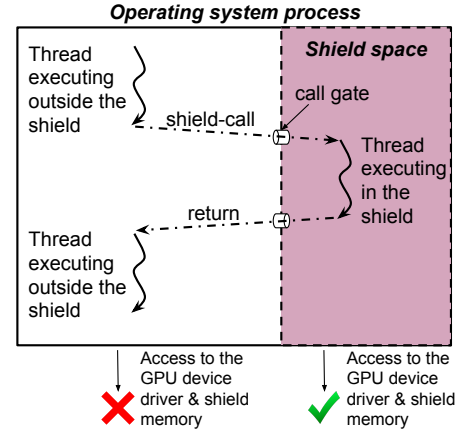 Operating system process
Thread
executing
outside the
shield
Shield space
call gate
shield-call
Thread
executing
in the
shield
return
Thread
executing
outside the
shield
Access to the
GPU device
driver & shield
memory
Access to the
GPU device
driver & shield
memory